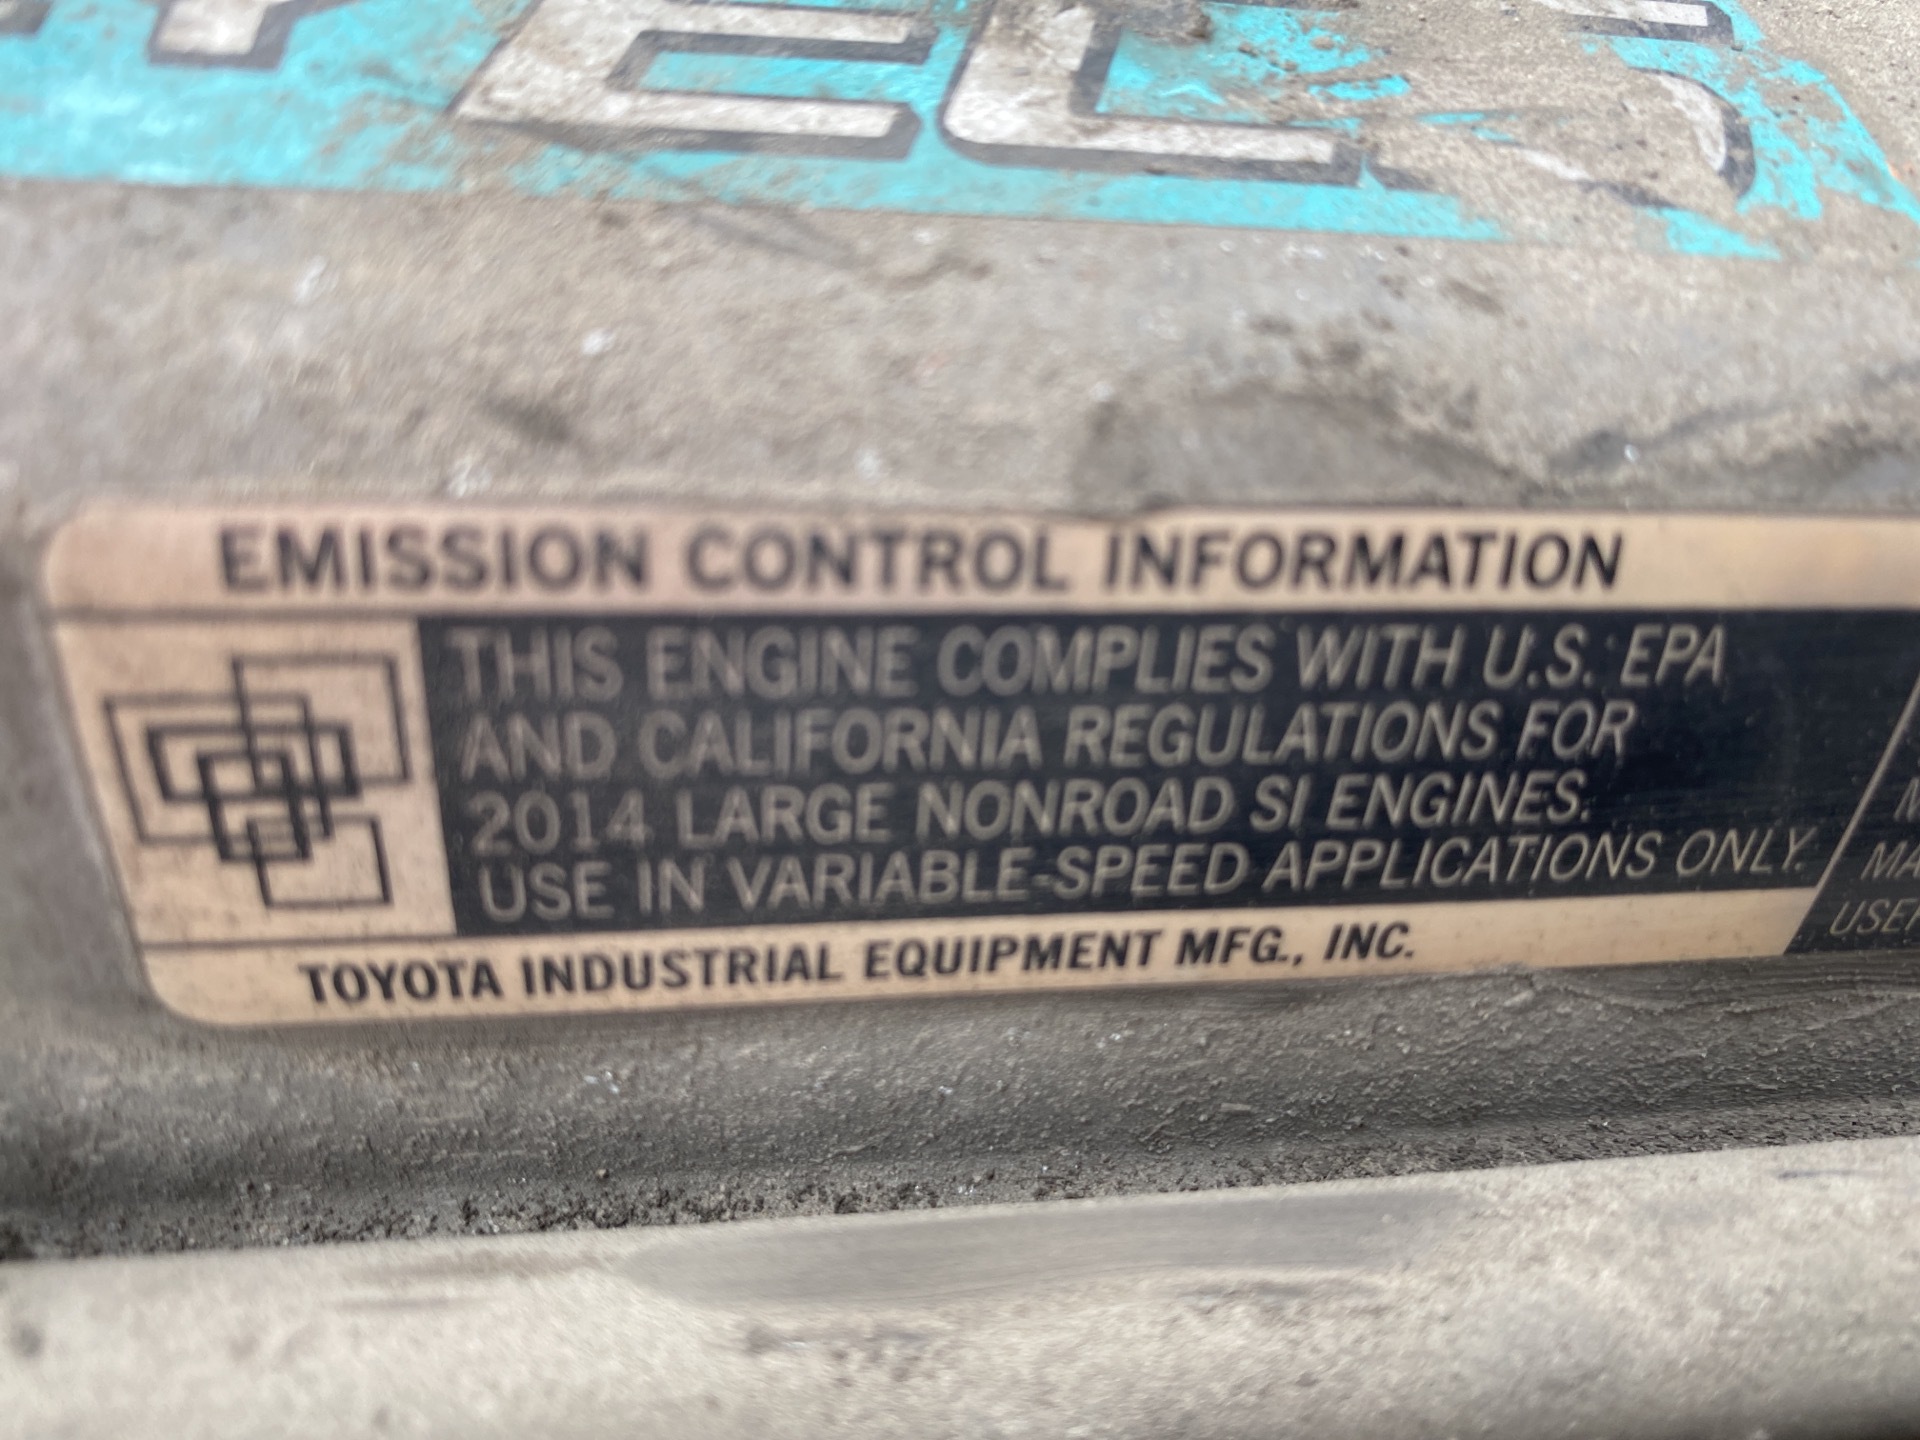 EMISSION CONTROL INFORMATION
THIS ENGINE COMPLIES WITH U.S. EPA
AND CALIFORNIA REGULATIONS FOR
2014 LARGE NONROAD SI ENGINES.
USE IN VARIABLE-SPEED APPLICATIONS ONLY.
TOYOTA INDUSTRIAL EQUIPMENT MFG., INC.